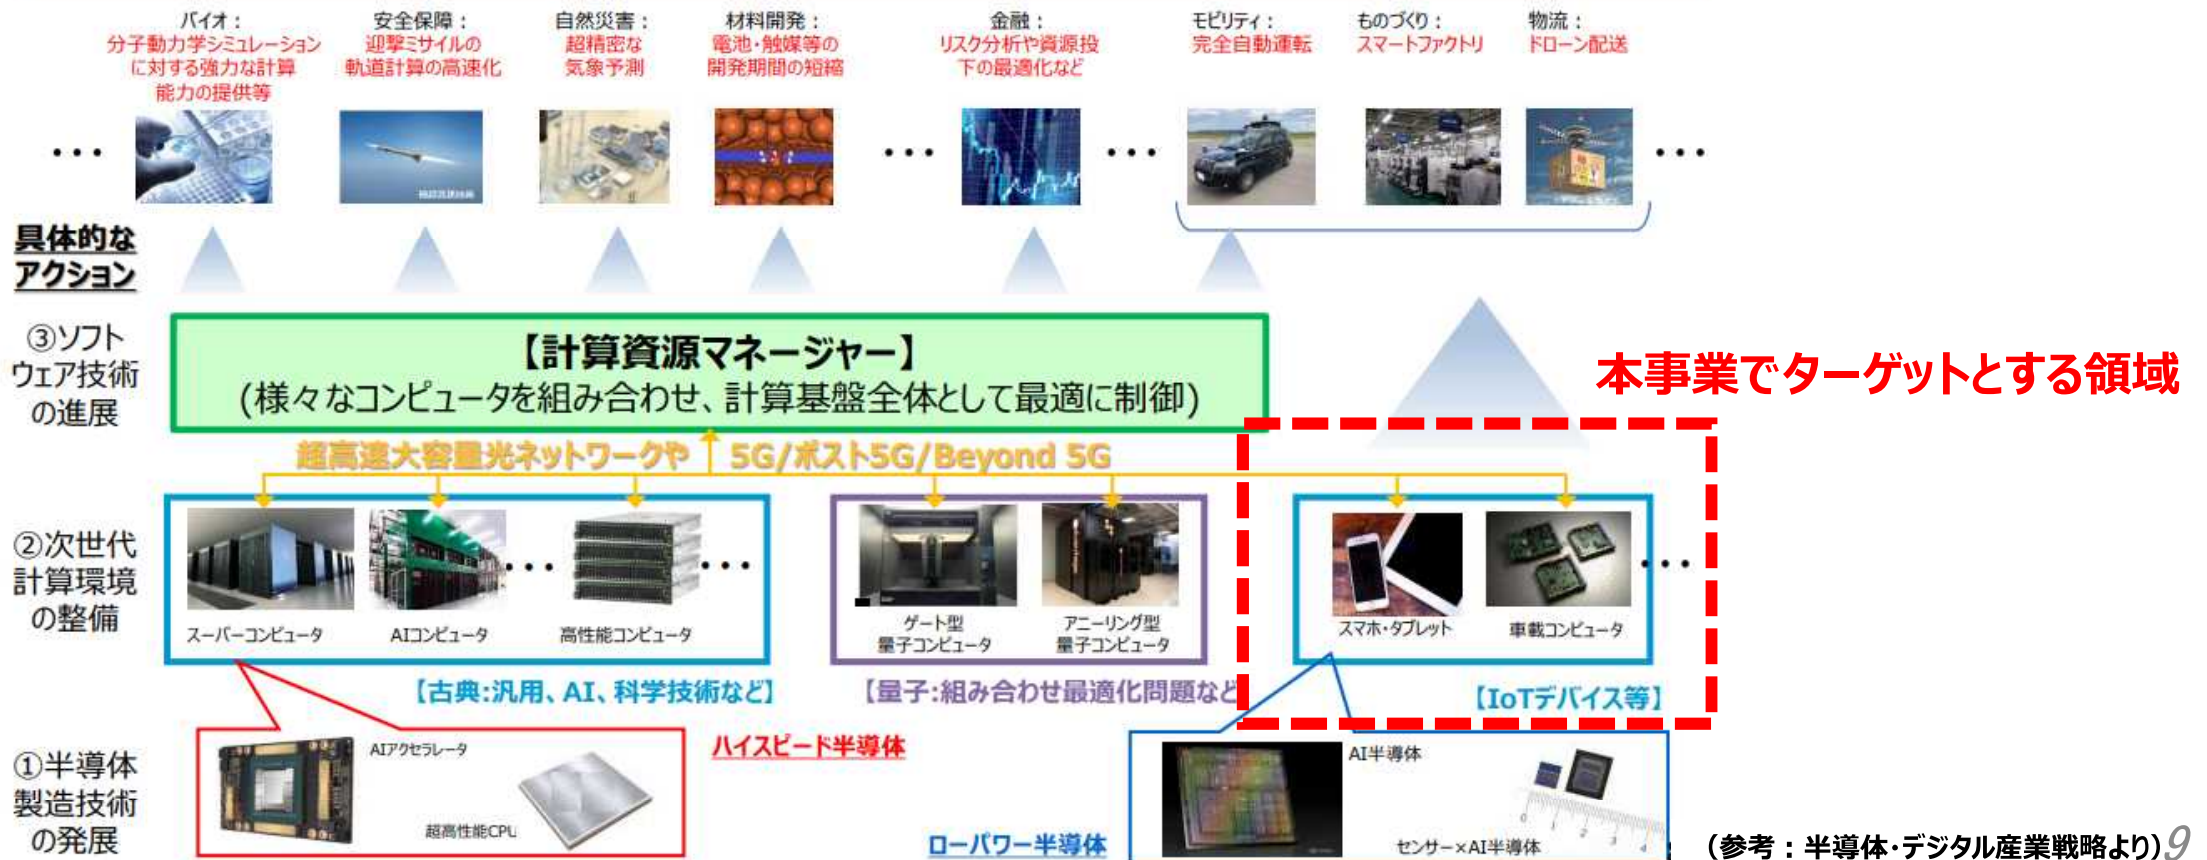 バイオ：
分子動力学シミュレーション
に対する強力な計算
能力の提供等
安全保障：
迎撃ミサイルの
軌道計算の高速化
自然災害：
超精密な
気象予測
材料開発：
電池・触媒等の
開発期間の短縮
金融：
リスク分析や資源投
下の最適化など
モビリティ：
完全自動運転
ものづくり：
スマートファクトリ
物流：
ドローン配送
・・・
・・・
・・・
・・・
具体的な
アクション
③ソフト
ウェア技術
の進展
【計算資源マネージャー】
(様々なコンピュータを組み合わせ、計算基盤全体として最適に制御)
本事業でターゲットとする領域
超高速大容量光ネットワークや 5G/ポスト5G/Beyond 5G
②次世代
計算環境
の整備
スーパーコンピュータ
AIコンピュータ
・・・
高性能コンピュータ
・・・
ゲート型
量子コンピュータ
アニーリング型
量子コンピュータ
スマホ・タブレット
車載コンピュータ
・・・
【古典:汎用、AI、科学技術など】
【量子:組み合わせ最適化問題など
【IoTデバイス等】
①半導体
製造技術
の発展
AIアクセラレータ
超高性能CPU
ハイスピード半導体
ローパワー半導体
AI半導体
0 1 2 3 4
センサー×AI半導体
(参考：半導体・デジタル産業戦略より)
9